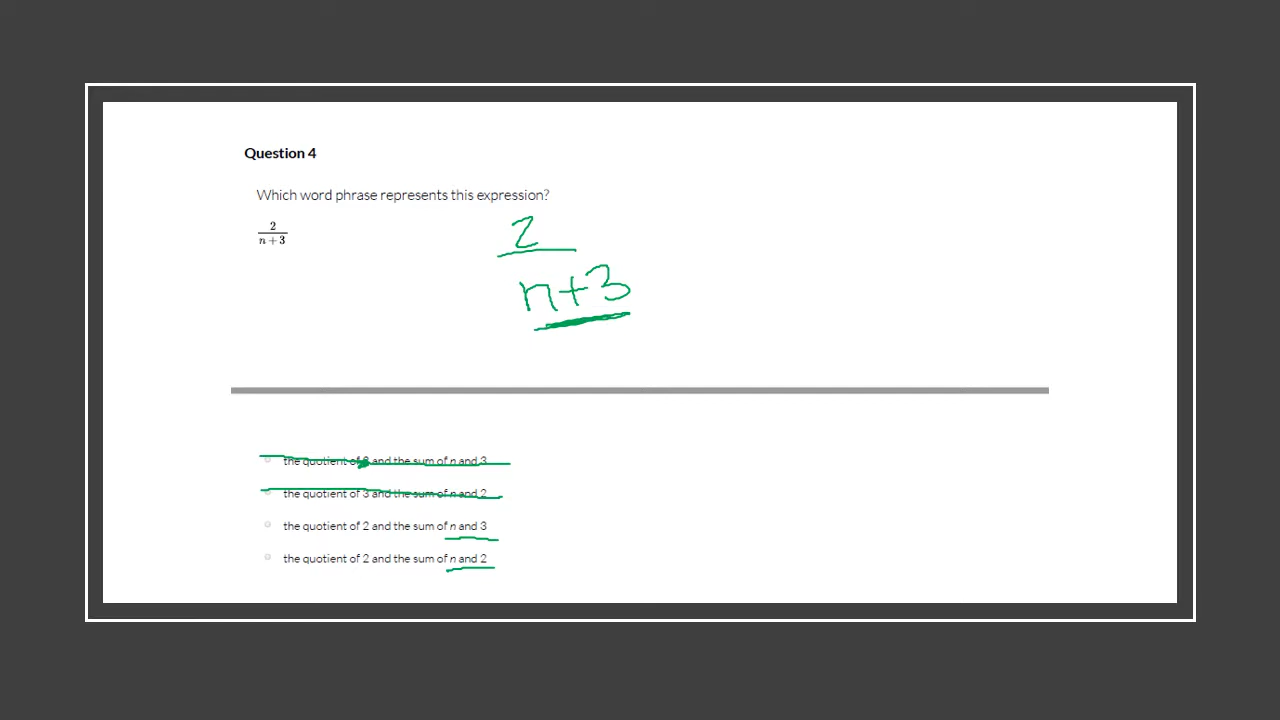 Question 4
Which word phrase represents this expression?
2
n + 3
2
n+3
the quotient of 3 and the sum of n and 3
the quotient of 3 and the sum of n and 2
the quotient of 2 and the sum of n and 3
the quotient of 2 and the sum of n and 2